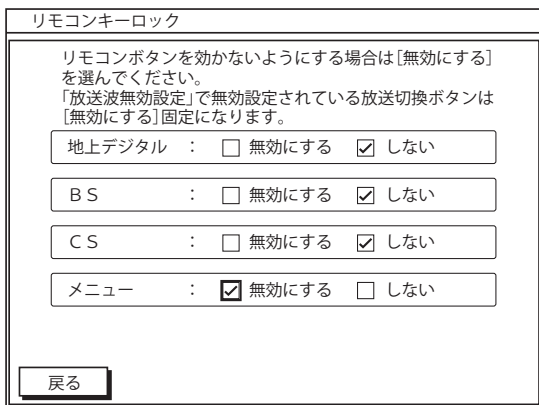 リモコンキーロック
リモコンボタンを効かないようにする場合は[無効にする]
を選んでください。
「放送波無効設定」で無効設定されている放送切換ボタンは
[無効にする]固定になります。
地上デジタル ： □ 無効にする ☑ しない
ＢＳ ： □ 無効にする ☑ しない
ＣＳ ： □ 無効にする ☑ しない
メニュー ： ☑ 無効にする □ しない
戻る